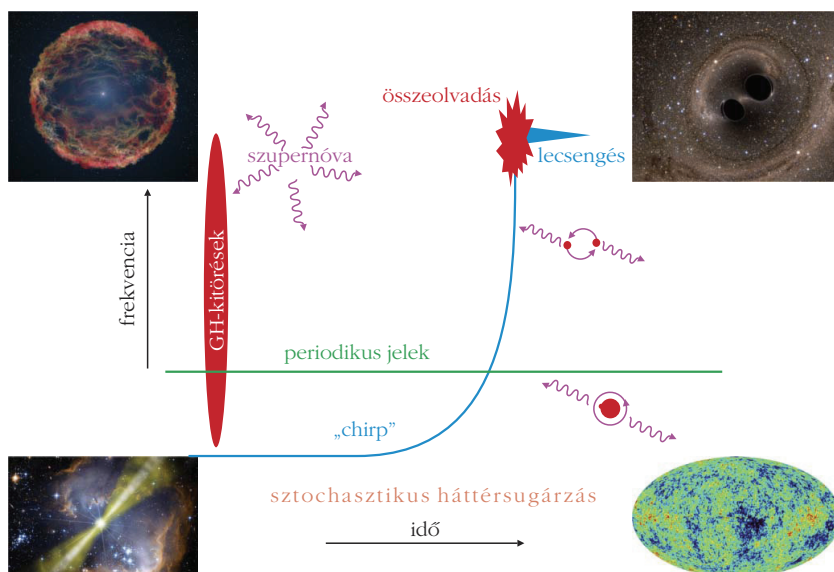 összeolvadás
szupernóva
lecsengés
frekvencia
GH-kitörések
periodikus jelek
„chirp”
sztochasztikus háttérsugárzás
idő